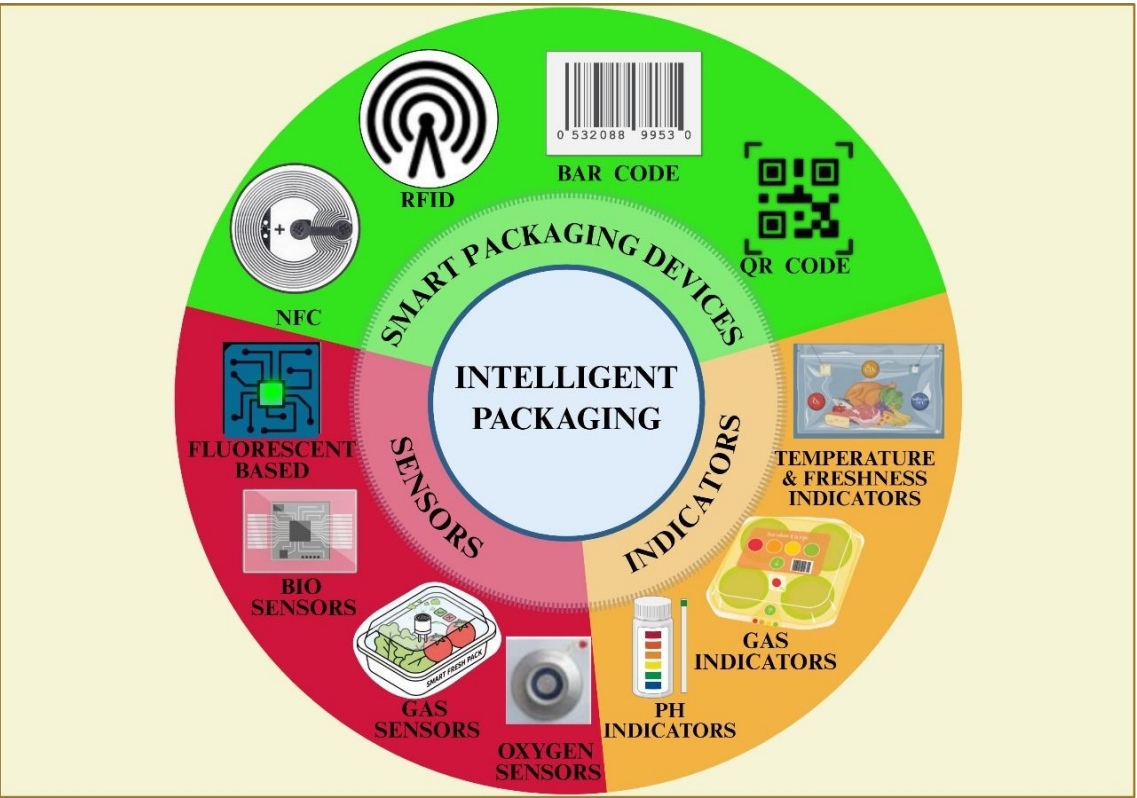 RFID
0 532088 9953 0
BAR CODE
QR CODE
NFC
SMART PACKAGING DEVICES
INTELLIGENT
PACKAGING
SENSORS
INDICATORS
FLUORESCENT
BASED
BIO
SENSORS
SMART FRESH PACK
GAS
SENSORS
OXYGEN
SENSORS
TEMPERATURE
& FRESHNESS
INDICATORS
GAS
INDICATORS
PH
INDICATORS